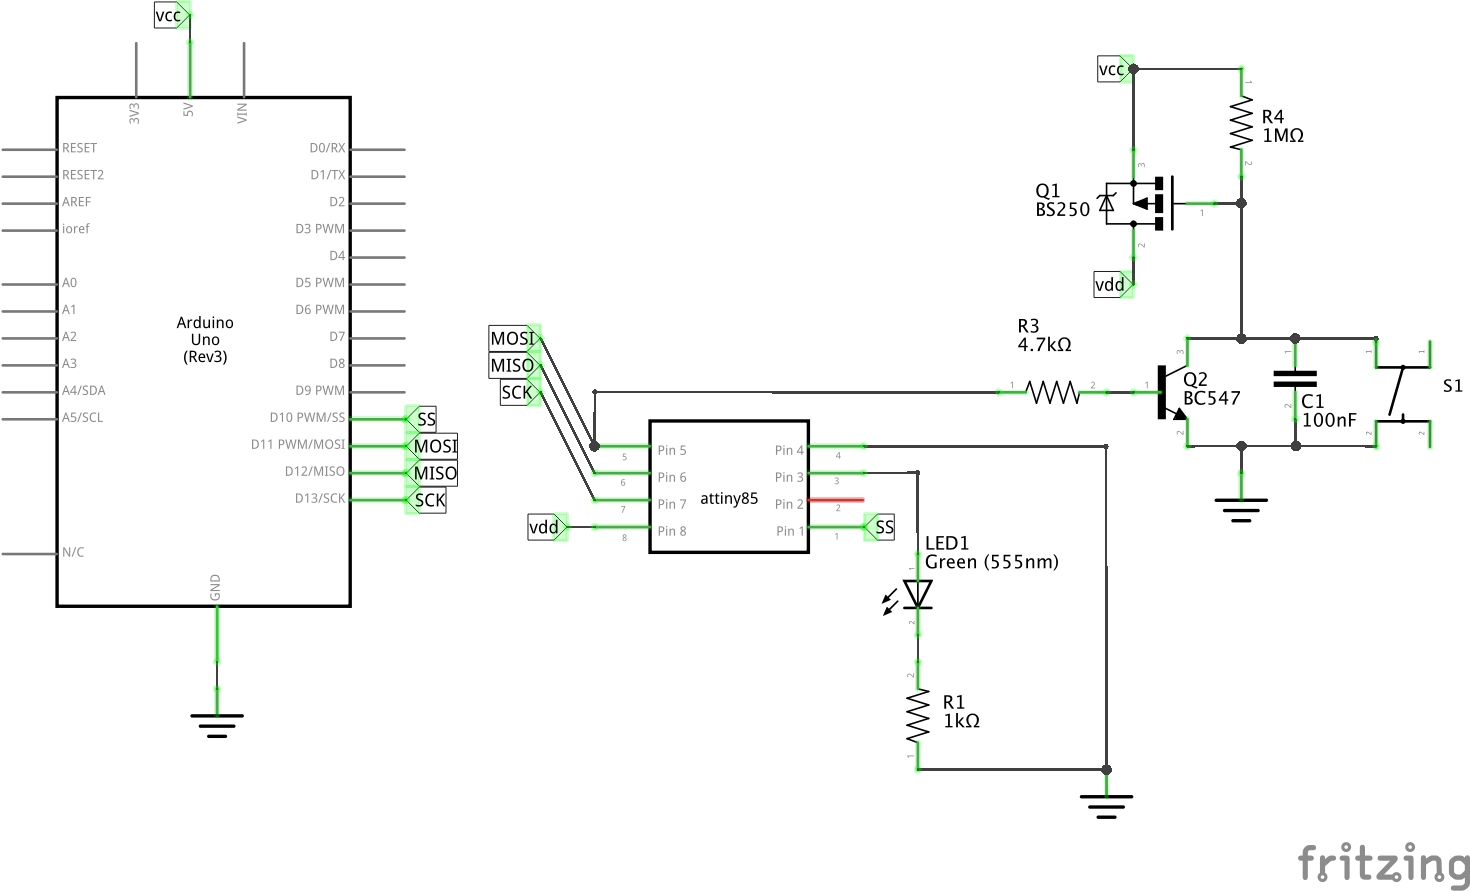 vcc
3V3
5V
VIN
RESET
RESET2
AREF
ioref
A0
A1
A2
A3
A4/SDA
A5/SCL
N/C
Arduino
Uno
(Rev3)
D0/RX
D1/TX
D2
D3 PWM
D4
D5 PWM
D6 PWM
D7
D8
D9 PWM
D10 PWM/SS
D11 PWM/MOSI
D12/MISO
D13/SCK
SS
MOSI
MISO
SCK
GND
MOSI
MISO
SCK
vdd
5
6
7
8
Pin 5
Pin 6
Pin 7
Pin 8
attiny85
Pin 4
Pin 3
Pin 2
Pin 1
4
3
2
1
SS
LED1
Green (555nm)
1
2
2
R1
1kΩ
1
R3
4.7kΩ
1
2
vcc
1
R4
1MΩ
2
3
Q1
BS250
1
2
vdd
3
1
Q2
BC547
2
1
2
C1
100nF
1
1
S1
2
2
fritzing